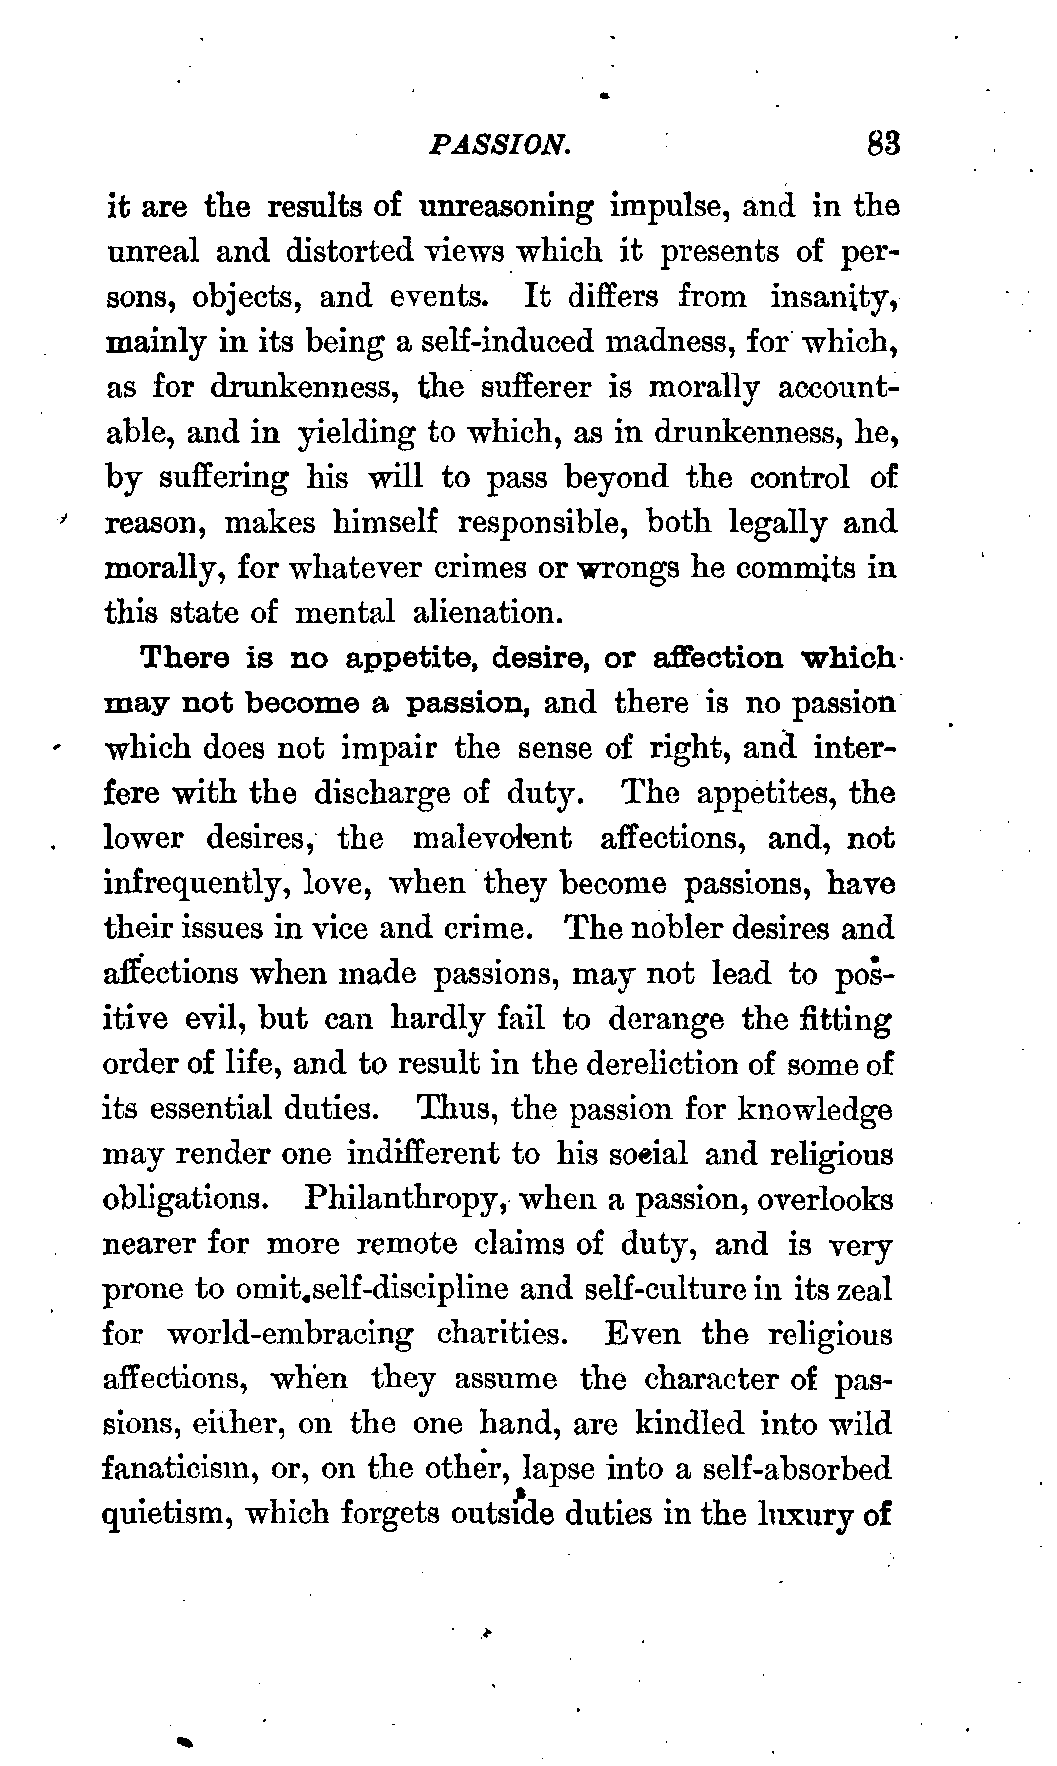 PASSION. 83
it are the results of unreasoning impulse, and in the
unreal and distorted views which it presents of per-
sons, objects, and events. It differs from insanity,
mainly in its being a self-induced madness, for which,
as for drunkenness, the sufferer is morally account-
able, and in yielding to which, as in drunkenness, he,
by suffering his will to pass beyond the control of
reason, makes himself responsible, both legally and
morally, for whatever crimes or wrongs he commits in
this state of mental alienation.
There is no appetite, desire, or affection which
may not become a passion, and there is no passion
which does not impair the sense of right, and inter-
fere with the discharge of duty. The appetites, the
lower desires, the malevolent affections, and, not
infrequently, love, when they become passions, have
their issues in vice and crime. The nobler desires and
affections when made passions, may not lead to pos-
itive evil, but can hardly fail to derange the fitting
order of life, and to result in the dereliction of some of
its essential duties. Thus, the passion for knowledge
may render one indifferent to his social and religious
obligations. Philanthropy, when a passion, overlooks
nearer for more remote claims of duty, and is very
prone to omit self-discipline and self-culture in its zeal
for world-embracing charities. Even the religious
affections, when they assume the character of pas-
sions, either, on the one hand, are kindled into wild
fanaticism, or, on the other, lapse into a self-absorbed
quietism, which forgets outside duties in the luxury of